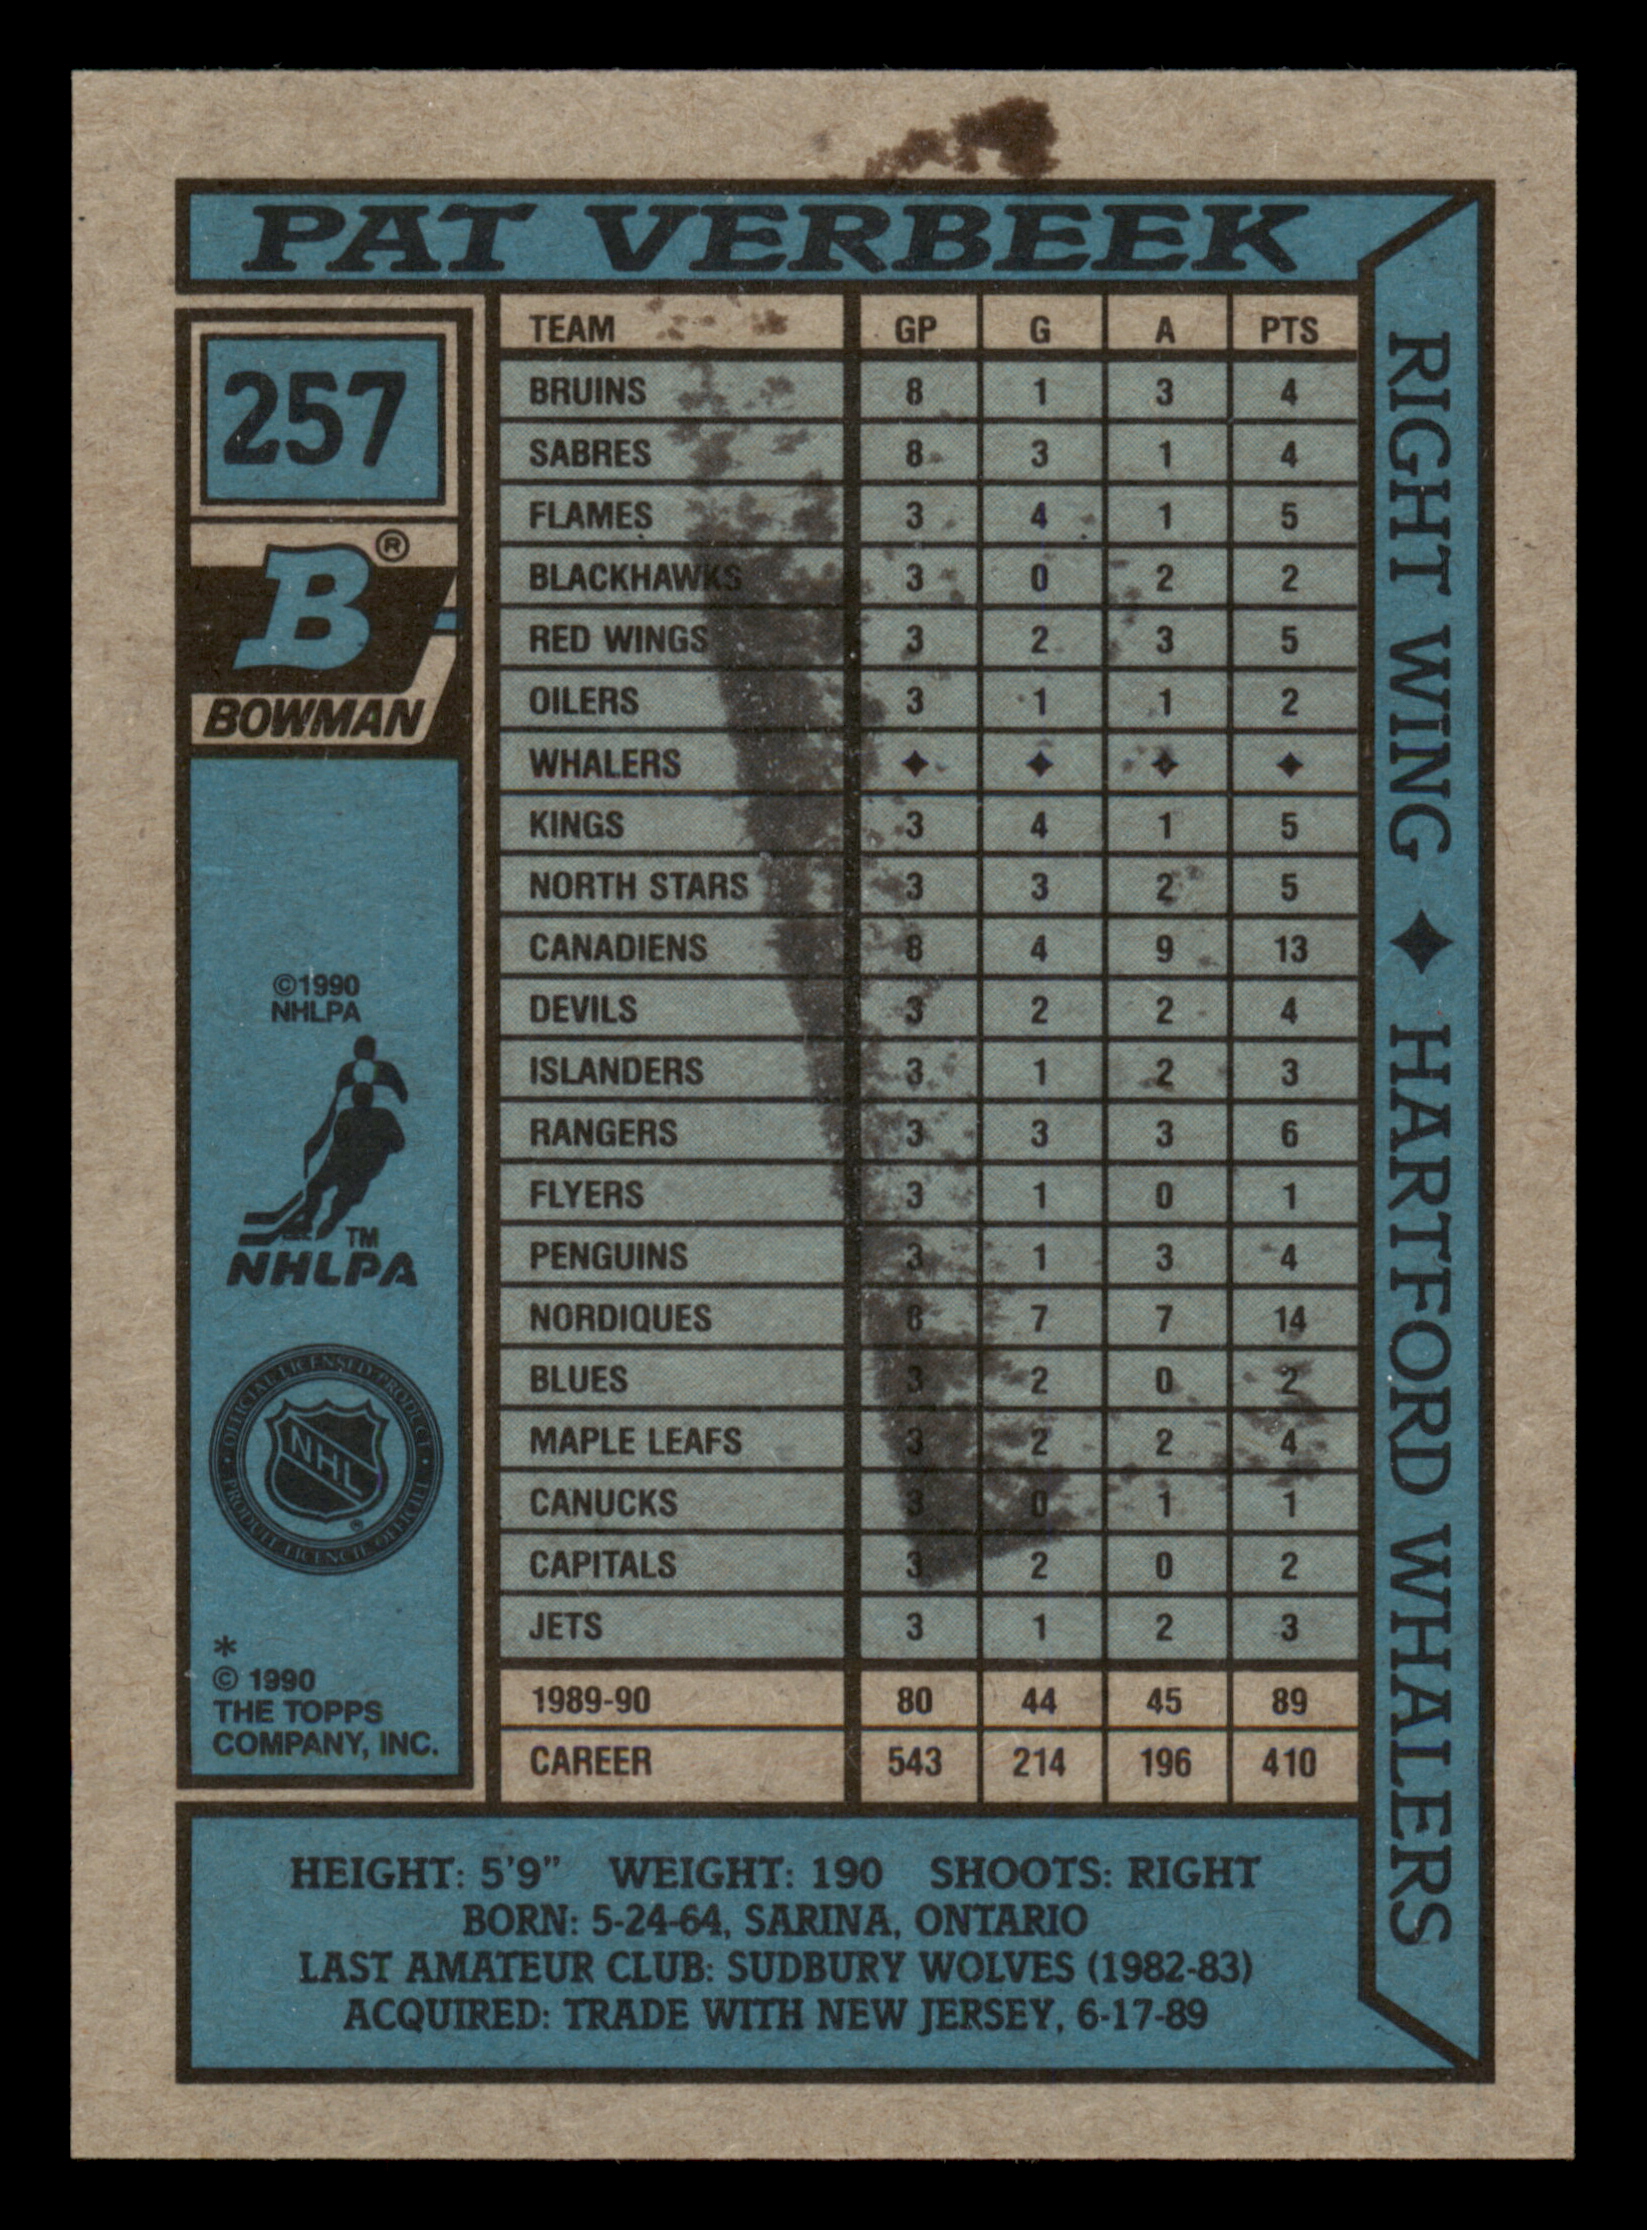 PAT VERBEEK
257
B®
BOWMAN
©1990
NHLPA
TM
NHLPA
• OFFICIAL LICENSED PRODUCT •
NHL
®
PRODUIT LICENCIE OFFICIEL
*
© 1990
THE TOPPS
COMPANY, INC.
TEAM GP G A PTS
BRUINS 8 1 3 4
SABRES 8 3 1 4
FLAMES 3 4 1 5
BLACKHAWKS 3 0 2 2
RED WINGS 3 2 3 5
OILERS 3 1 1 2
WHALERS ✦ ✦ ✦ ✦
KINGS 3 4 1 5
NORTH STARS 3 3 2 5
CANADIENS 8 4 9 13
DEVILS 3 2 2 4
ISLANDERS 3 1 2 3
RANGERS 3 3 3 6
FLYERS 3 1 0 1
PENGUINS 3 1 3 4
NORDIQUES 8 7 7 14
BLUES 3 2 0 2
MAPLE LEAFS 3 2 2 4
CANUCKS 3 0 1 1
CAPITALS 3 2 0 2
JETS 3 1 2 3
1989-90 80 44 45 89
CAREER 543 214 196 410
RIGHT WING ✦ HARTFORD WHALERS
HEIGHT: 5'9" WEIGHT: 190 SHOOTS: RIGHT
BORN: 5-24-64, SARINA, ONTARIO
LAST AMATEUR CLUB: SUDBURY WOLVES (1982-83)
ACQUIRED: TRADE WITH NEW JERSEY, 6-17-89